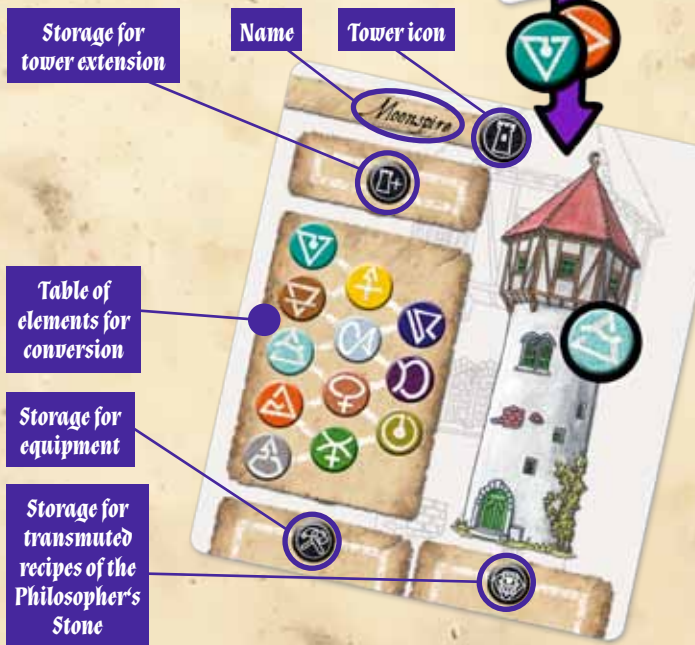 Storage for
tower extension
Name
Tower icon
Moonspire
Table of
elements for
conversion
Storage for
equipment
Storage for
transmuted
recipes of the
Philosopher‘s
Stone